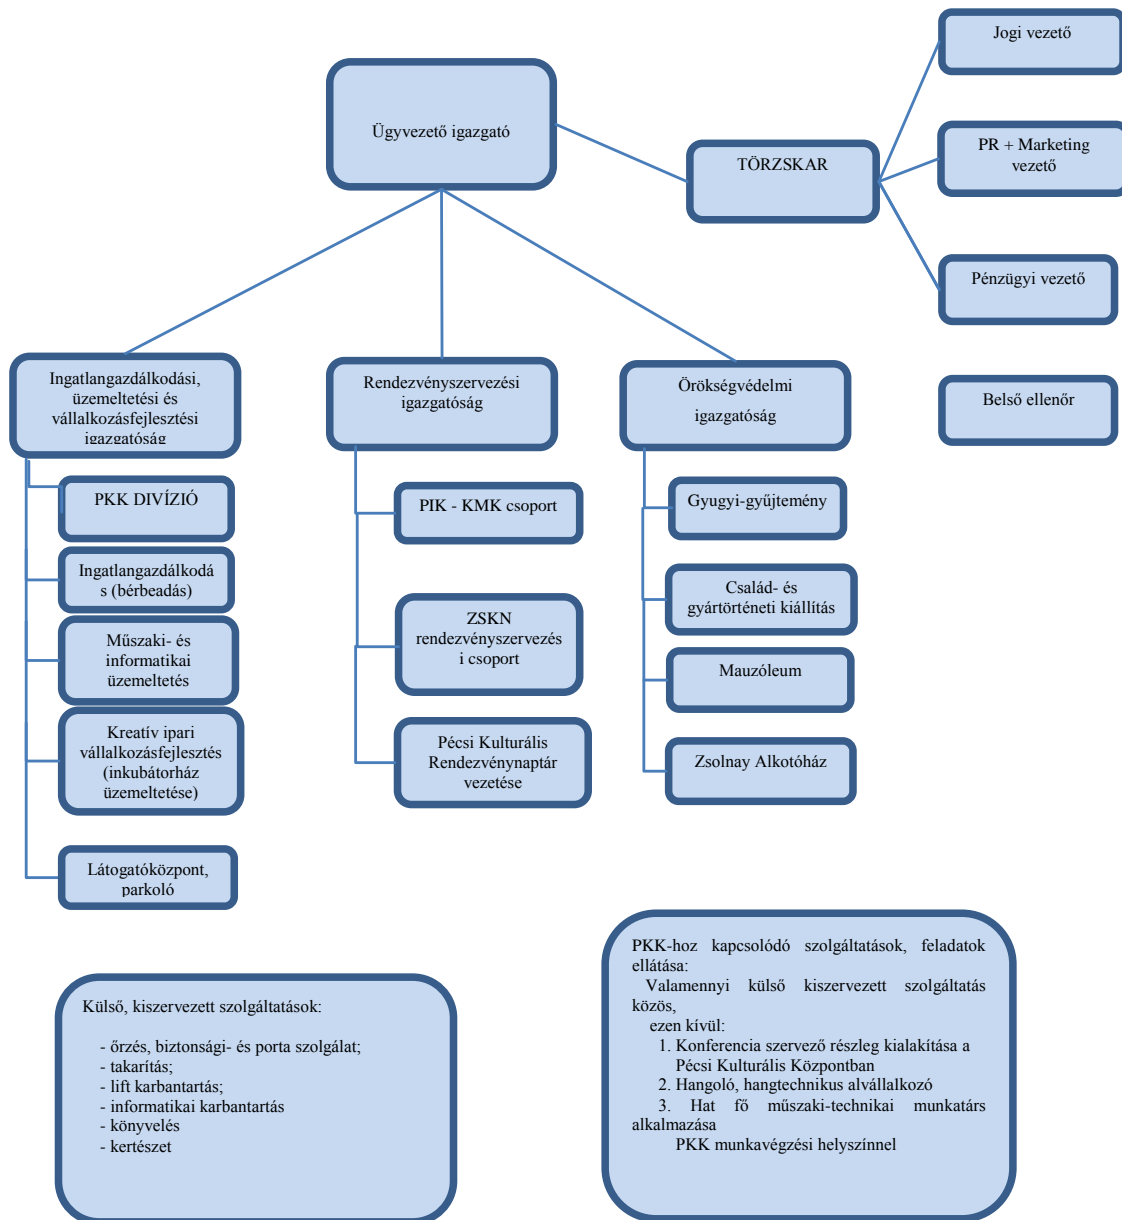 Jogi vezető
Ügyvezető igazgató
TÖRZSKAR
PR + Marketing
vezető
Pénzügyi vezető
Belső ellenőr
Ingatlangazdálkodási,
üzemeltetési és
vállalkozásfejlesztési
igazgatóság
Rendezvényszervezési
igazgatóság
Örökségvédelmi
igazgatóság
PKK DIVÍZIÓ
Ingatlangazdálkodá
s (bérbeadás)
Műszaki- és
informatikai
üzemeltetés
Kreatív ipari
vállalkozásfejlesztés
(inkubátorház
üzemeltetése)
Látogatóközpont,
parkoló
PIK - KMK csoport
ZSKN
rendezvényszervezés
i csoport
Pécsi Kulturális
Rendezvénynaptár
vezetése
Gyugyi-gyűjtemény
Család- és
gyártörténeti kiállítás
Mauzóleum
Zsolnay Alkotóház
Külső, kiszervezett szolgáltatások:
- őrzés, biztonsági- és porta szolgálat;
- takarítás;
- lift karbantartás;
- informatikai karbantartás
- könyvelés
- kertészet
PKK-hoz kapcsolódó szolgáltatások, feladatok
ellátása:
Valamennyi külső kiszervezett szolgáltatás
közös,
ezen kívül:
1. Konferencia szervező részleg kialakítása a
Pécsi Kulturális Központban
2. Hangoló, hangtechnikus alvállalkozó
3. Hat fő műszaki-technikai munkatárs
alkalmazása
PKK munkavégzési helyszínnel